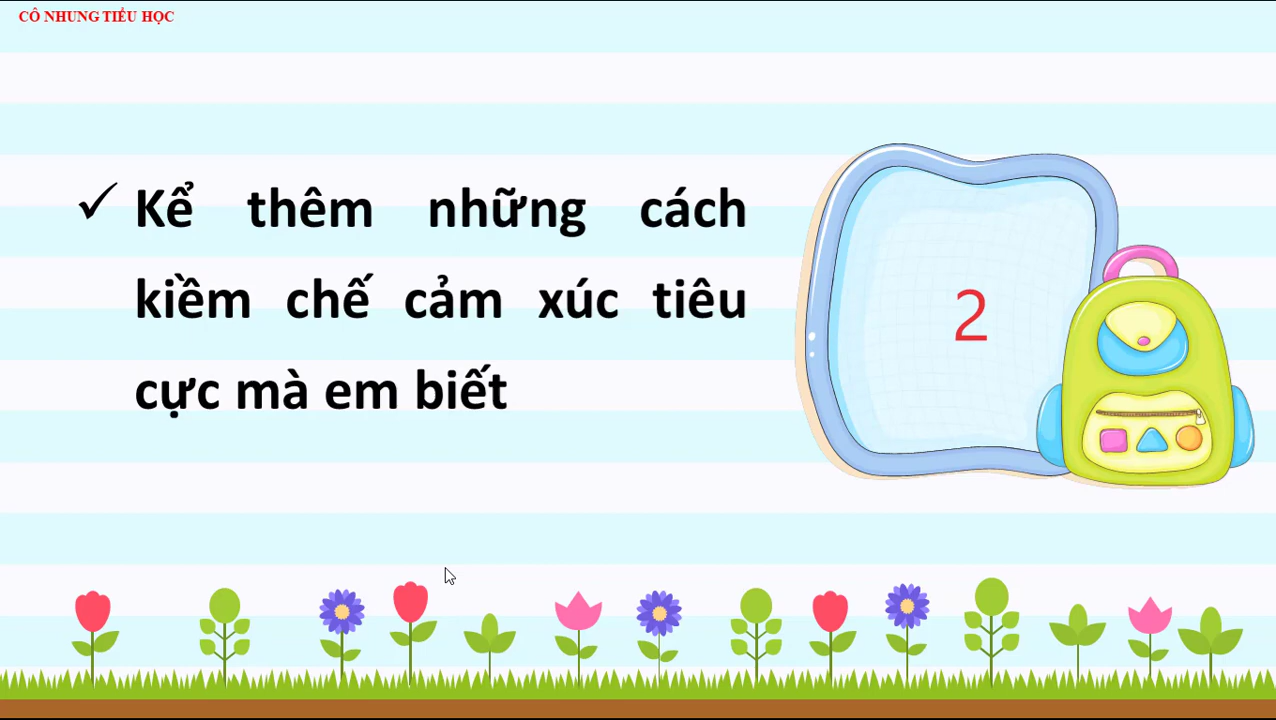 CÔ NHUNG TIỂU HỌC
✓ Kể thêm những cách
kiềm chế cảm xúc tiêu
cực mà em biết
2